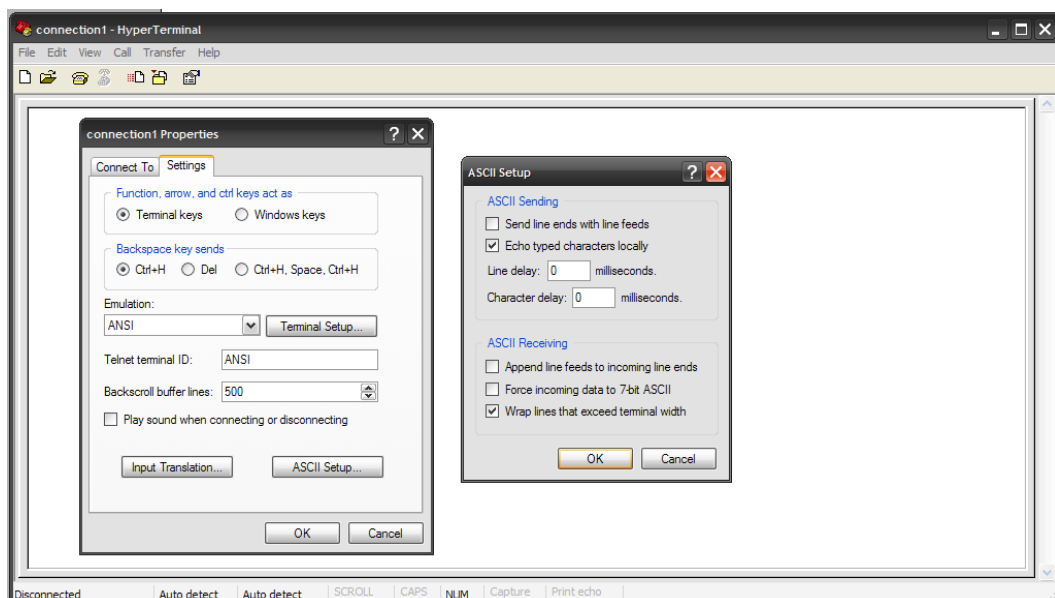 connection1 - HyperTerminal
File Edit View Call Transfer Help
connection1 Properties
Connect To Settings
Function, arrow, and ctrl keys act as
Terminal keys Windows keys
Backspace key sends
Ctrl+H Del Ctrl+H, Space, Ctrl+H
Emulation:
ANSI Terminal Setup...
Telnet terminal ID: ANSI
Backscroll buffer lines: 500
Play sound when connecting or disconnecting
Input Translation... ASCII Setup...
OK Cancel
ASCII Setup
ASCII Sending
Send line ends with line feeds
Echo typed characters locally
Line delay: 0 milliseconds.
Character delay: 0 milliseconds.
ASCII Receiving
Append line feeds to incoming line ends
Force incoming data to 7-bit ASCII
Wrap lines that exceed terminal width
OK Cancel
Disconnected Auto detect Auto detect SCROLL CAPS NUM Capture Print echo